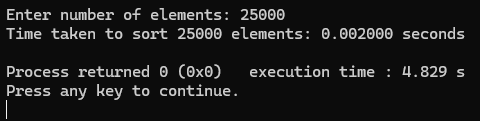 Enter number of elements: 25000
Time taken to sort 25000 elements: 0.002000 seconds
Process returned 0 (0x0)   execution time : 4.829 s
Press any key to continue.